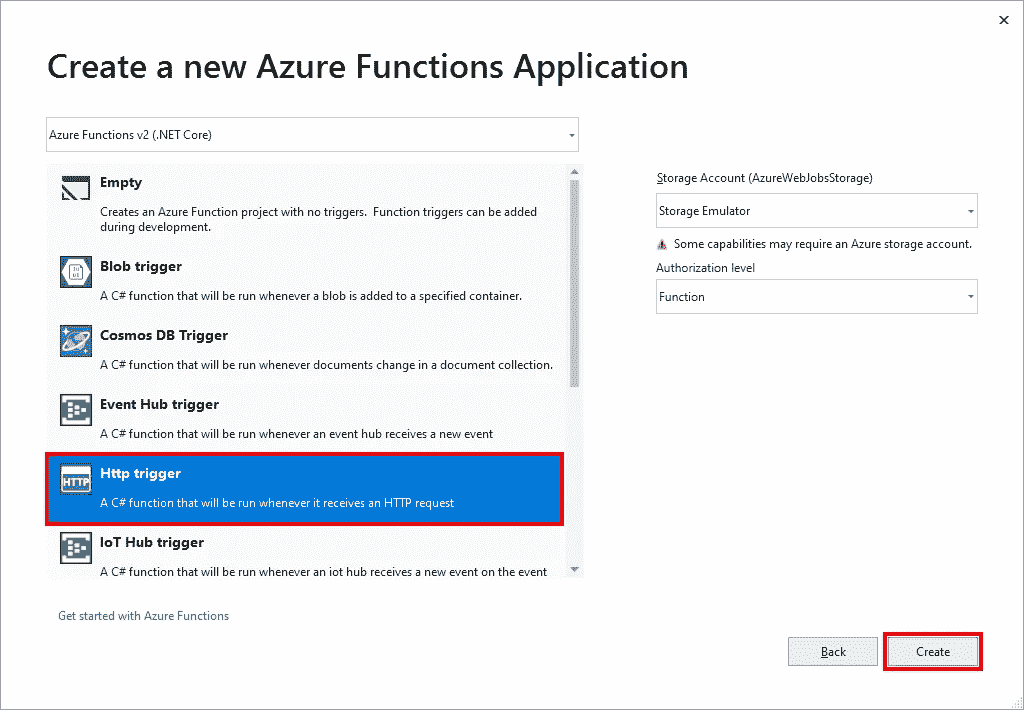 Create a new Azure Functions Application
Azure Functions v2 (.NET Core)
Empty
Creates an Azure Function project with no triggers. Function triggers can be added
during development.
Blob trigger
A C# function that will be run whenever a blob is added to a specified container.
Cosmos DB Trigger
A C# function that will be run whenever documents change in a document collection.
Event Hub trigger
A C# function that will be run whenever an event hub receives a new event
HTTP
Http trigger
A C# function that will be run whenever it receives an HTTP request
IoT Hub trigger
A C# function that will be run whenever an iot hub receives a new event on the event
Storage Account (AzureWebJobsStorage)
Storage Emulator
Some capabilities may require an Azure storage account.
Authorization level
Function
Get started with Azure Functions
Back
Create